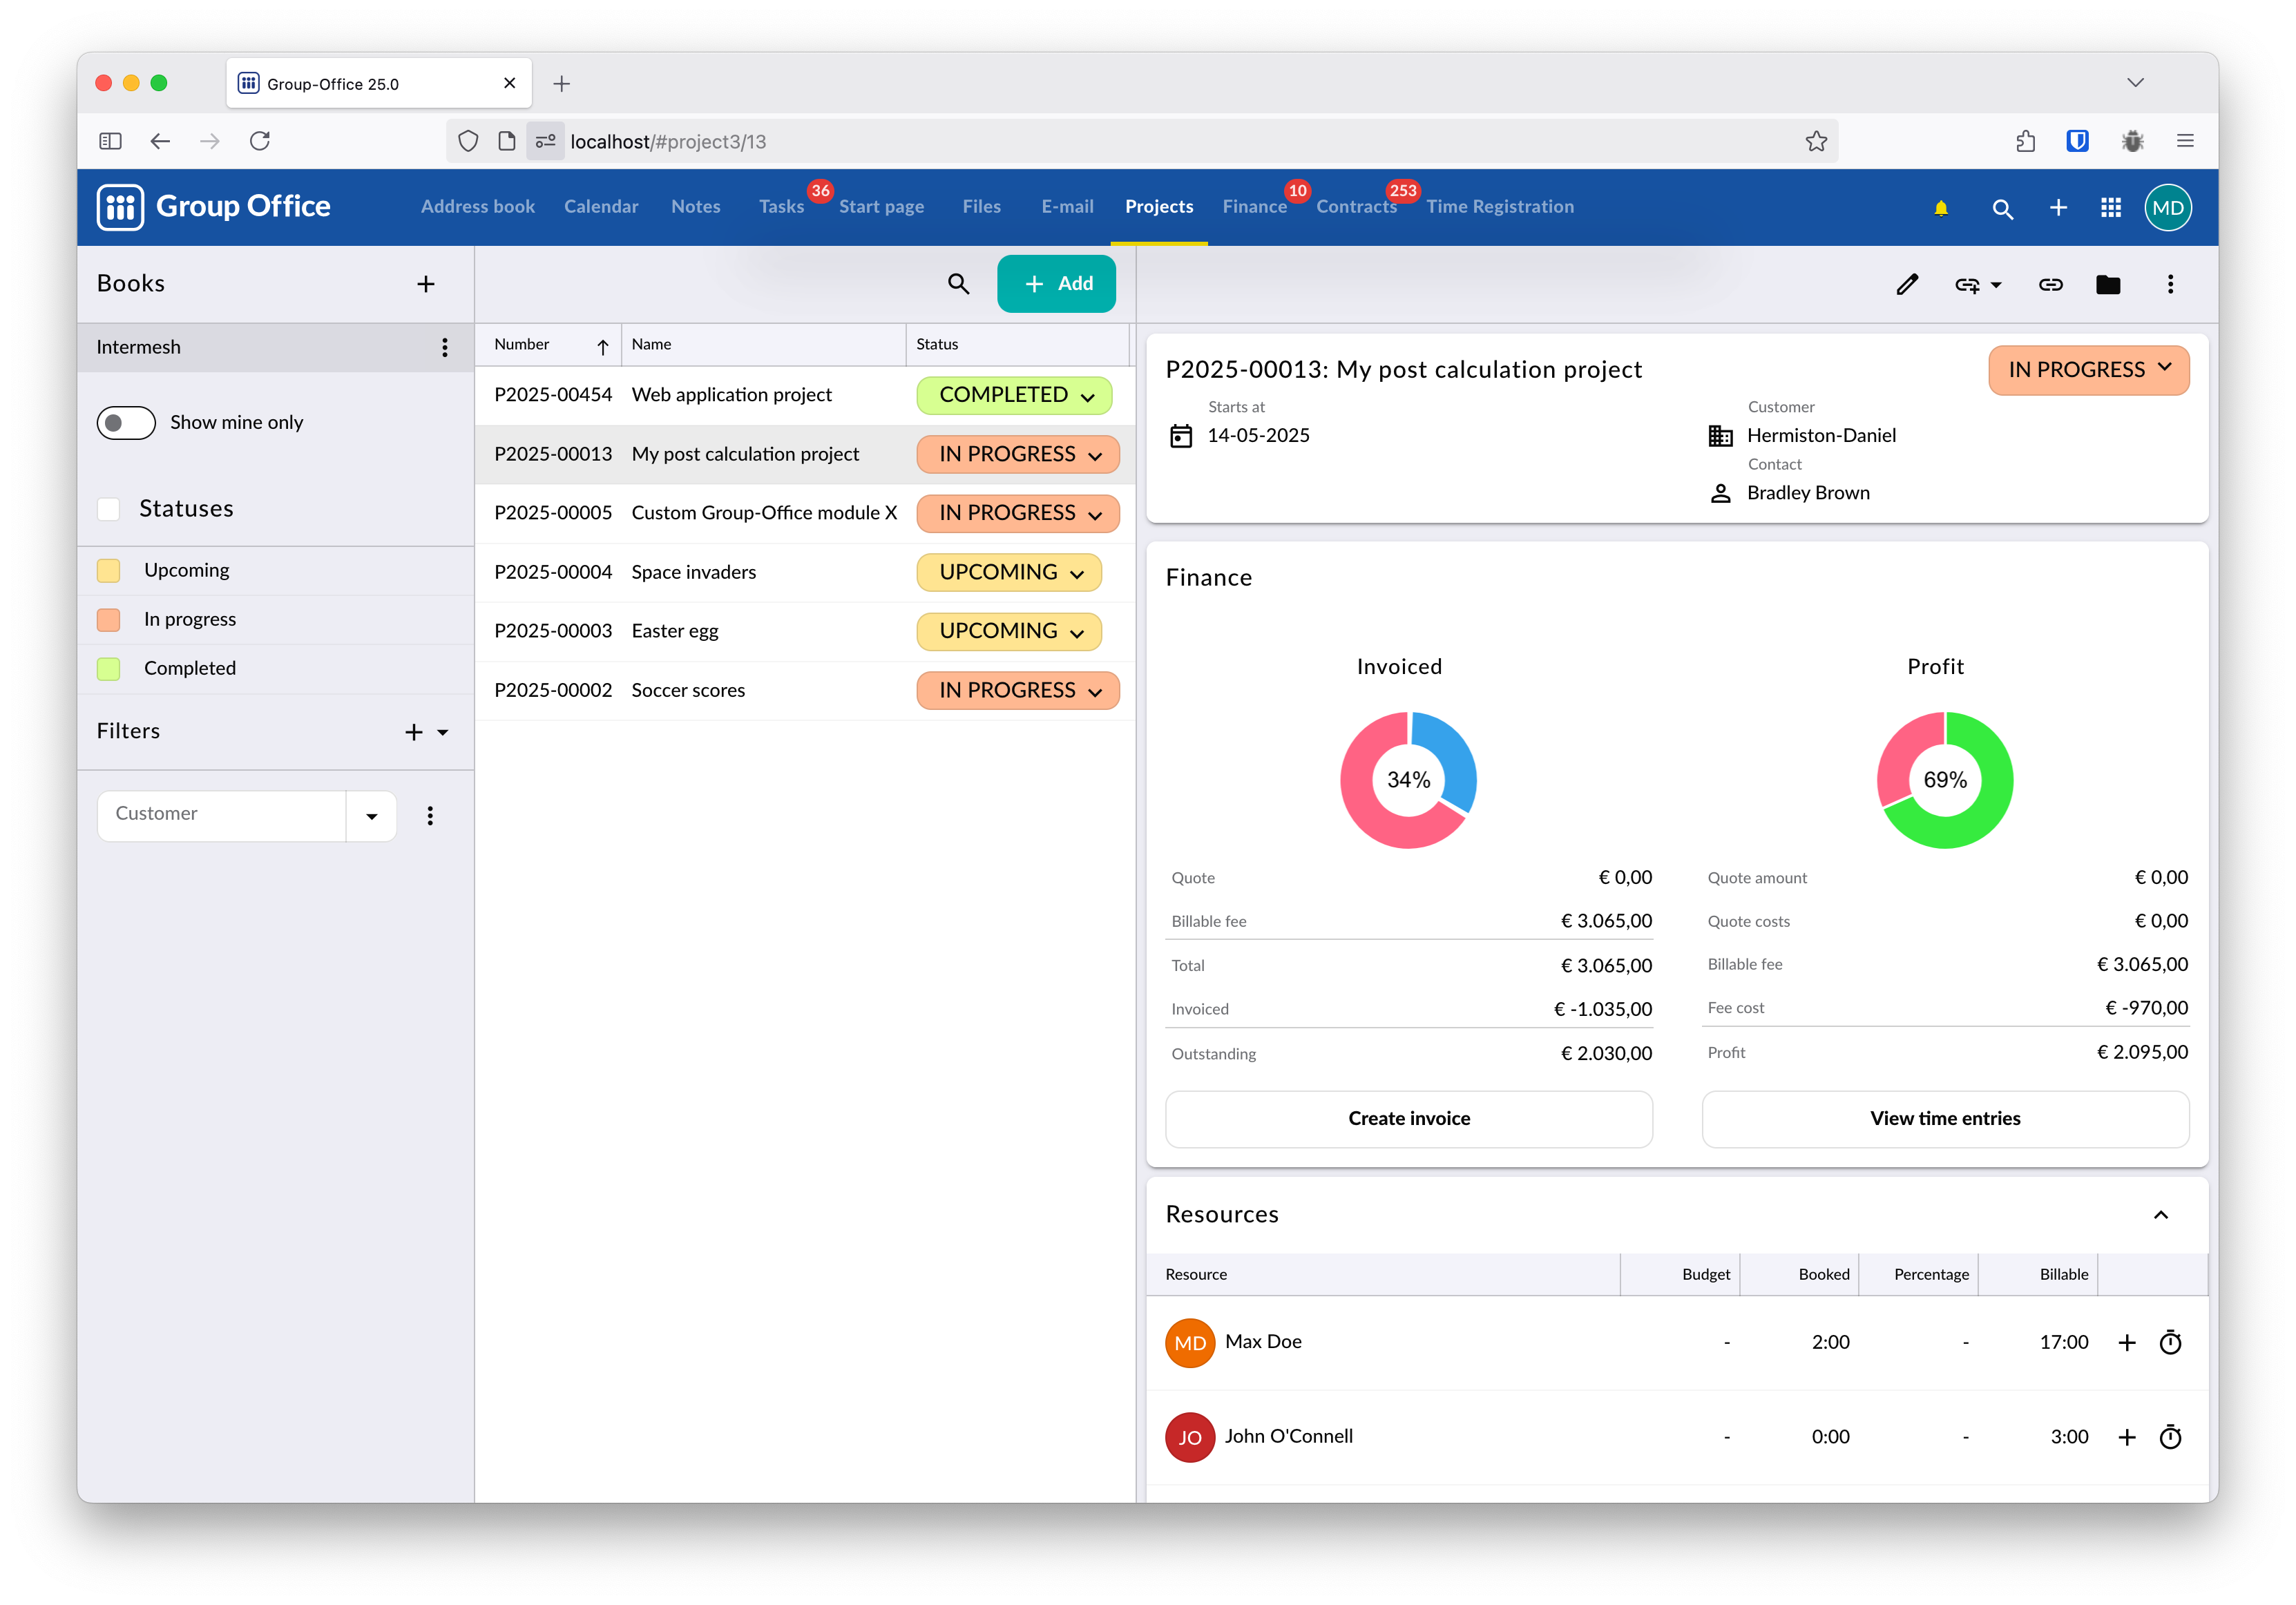 Group-Office 25.0
localhost/#project3/13
Group Office
Address book
Calendar
Notes
Tasks
36
Start page
Files
E-mail
Projects
Finance
10
Contracts
253
Time Registration
MD
Books
Intermesh
Show mine only
Statuses
Upcoming
In progress
Completed
Filters
Customer
Add
Number Name Status
P2025-00454 Web application project COMPLETED
P2025-00013 My post calculation project IN PROGRESS
P2025-00005 Custom Group-Office module X IN PROGRESS
P2025-00004 Space invaders UPCOMING
P2025-00003 Easter egg UPCOMING
P2025-00002 Soccer scores IN PROGRESS
P2025-00013: My post calculation project
IN PROGRESS
Starts at
14-05-2025
Customer
Hermiston-Daniel
Contact
Bradley Brown
Finance
Invoiced
34%
Quote € 0,00
Billable fee € 3.065,00
Total € 3.065,00
Invoiced € -1.035,00
Outstanding € 2.030,00
Create invoice
Profit
69%
Quote amount € 0,00
Quote costs € 0,00
Billable fee € 3.065,00
Fee cost € -970,00
Profit € 2.095,00
View time entries
Resources
Resource Budget Booked Percentage Billable
MD Max Doe - 2:00 - 17:00
JO John O'Connell - 0:00 - 3:00